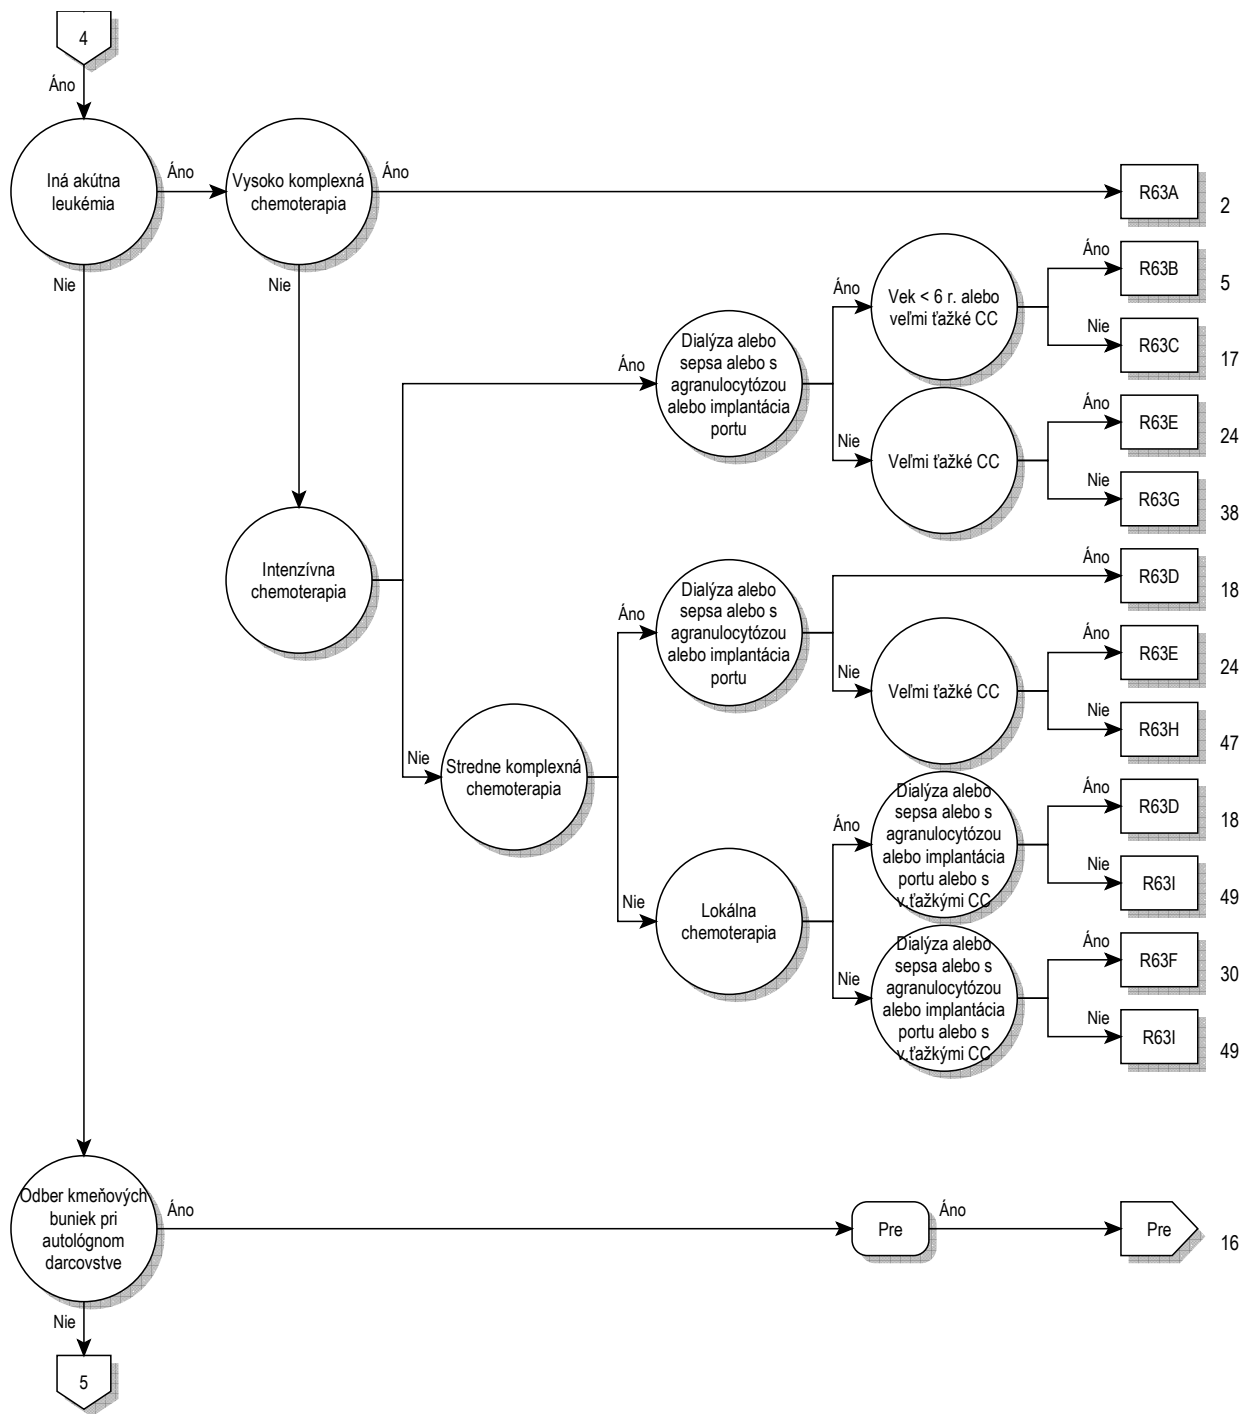 4
Áno
Iná akútna
leukémia
Áno
Vysoko komplexná
chemoterapia
Áno
R63A
2
Nie
Nie
Áno
Dialýza alebo
sepsa alebo s
agranulocytózou
alebo implantácia
portu
Áno
Vek < 6 r. alebo
veľmi ťažké CC
Áno
R63B
5
Nie
R63C
17
Nie
Veľmi ťažké CC
Áno
R63E
24
Nie
R63G
38
Intenzívna
chemoterapia
Nie
Stredne komplexná
chemoterapia
Áno
Dialýza alebo
sepsa alebo s
agranulocytózou
alebo implantácia
portu
Áno
R63D
18
Nie
Veľmi ťažké CC
Áno
R63E
24
Nie
R63H
47
Nie
Lokálna
chemoterapia
Áno
Dialýza alebo
sepsa alebo s
agranulocytózou
alebo implantácia
portu alebo s
v.ťažkými CC
Áno
R63D
18
Nie
R63I
49
Nie
Dialýza alebo
sepsa alebo s
agranulocytózou
alebo implantácia
portu alebo s
v.ťažkými CC
Áno
R63F
30
Nie
R63I
49
Odber kmeňových
buniek pri
autológnom
darcovstve
Áno
Pre
Áno
Pre
16
Nie
5